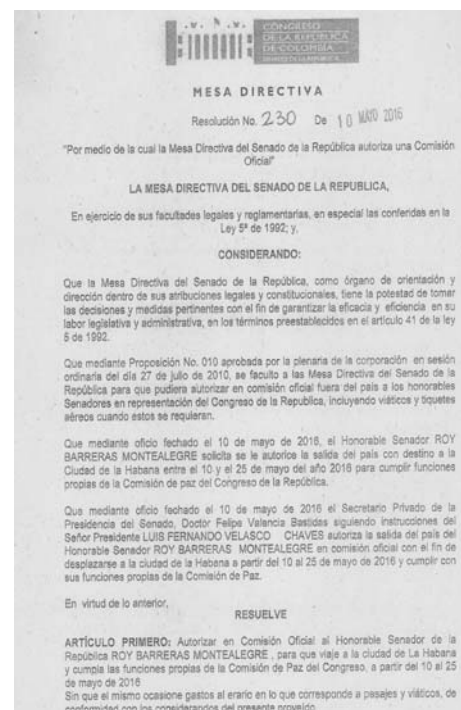 CONGRESO
DE LA REPÚBLICA
DE COLOMBIA
MESA DIRECTIVA
Resolución No. 230 De 10 MAYO 2016
"Por medio de la cual la Mesa Directiva del Senado de la República autoriza una Comisión
Oficial"
LA MESA DIRECTIVA DEL SENADO DE LA REPUBLICA,
En ejercicio de sus facultades legales y reglamentarias, en especial las conferidas en la
Ley 5ª de 1992; y,
CONSIDERANDO:
Que la Mesa Directiva del Senado de la República, como órgano de orientación y
dirección dentro de sus atribuciones legales y constitucionales, tiene la potestad de tomar
las decisiones y medidas pertinentes con el fin de garantizar la eficacia y eficiencia en su
labor legislativa y administrativa, en los términos preestablecidos en el artículo 41 de la ley
5 de 1992.
Que mediante Proposición No. 010 aprobada por la plenaria de la corporación en sesión
ordinaria del día 27 de julio de 2010, se faculto a las Mesa Directiva del Senado de la
República para que pudiera autorizar en comisión oficial fuera del país a los honorables
Senadores en representación del Congreso de la Republica, incluyendo viáticos y tiquetes
aéreos cuando estos se requieran.
Que mediante oficio fechado el 10 de mayo de 2016, el Honorable Senador ROY
BARRERAS MONTEALEGRE solicita se le autorice la salida del país con destino a la
Ciudad de la Habana entre el 10 y el 25 de mayo del año 2016 para cumplir funciones
propias de la Comisión de paz del Congreso de la República.
Que mediante oficio fechado el 10 de mayo de 2016 el Secretario Privado de la
Presidencia del Senado, Doctor Felipe Valencia Bastidas siguiendo instrucciones del
Señor Presidente LUIS FERNANDO VELASCO CHAVES autoriza la salida del país del
Honorable Senador ROY BARRERAS MONTEALEGRE en comisión oficial con el fin de
desplazarse a la ciudad de la Habana a partir del 10 al 25 de mayo de 2016 y cumplir con
sus funciones propias de la Comisión de Paz.
En virtud de lo anterior,
RESUELVE
ARTÍCULO PRIMERO: Autorizar en Comisión Oficial al Honorable Senador de la
República ROY BARRERAS MONTEALEGRE , para que viaje a la ciudad de La Habana
y cumpla las funciones propias de la Comisión de Paz del Congreso, a partir del 10 al 25
de mayo de 2016
Sin que el mismo ocasione gastos al erario en lo que corresponde a pasajes y viáticos, de
conformidad con los considerandos del presente proveído.